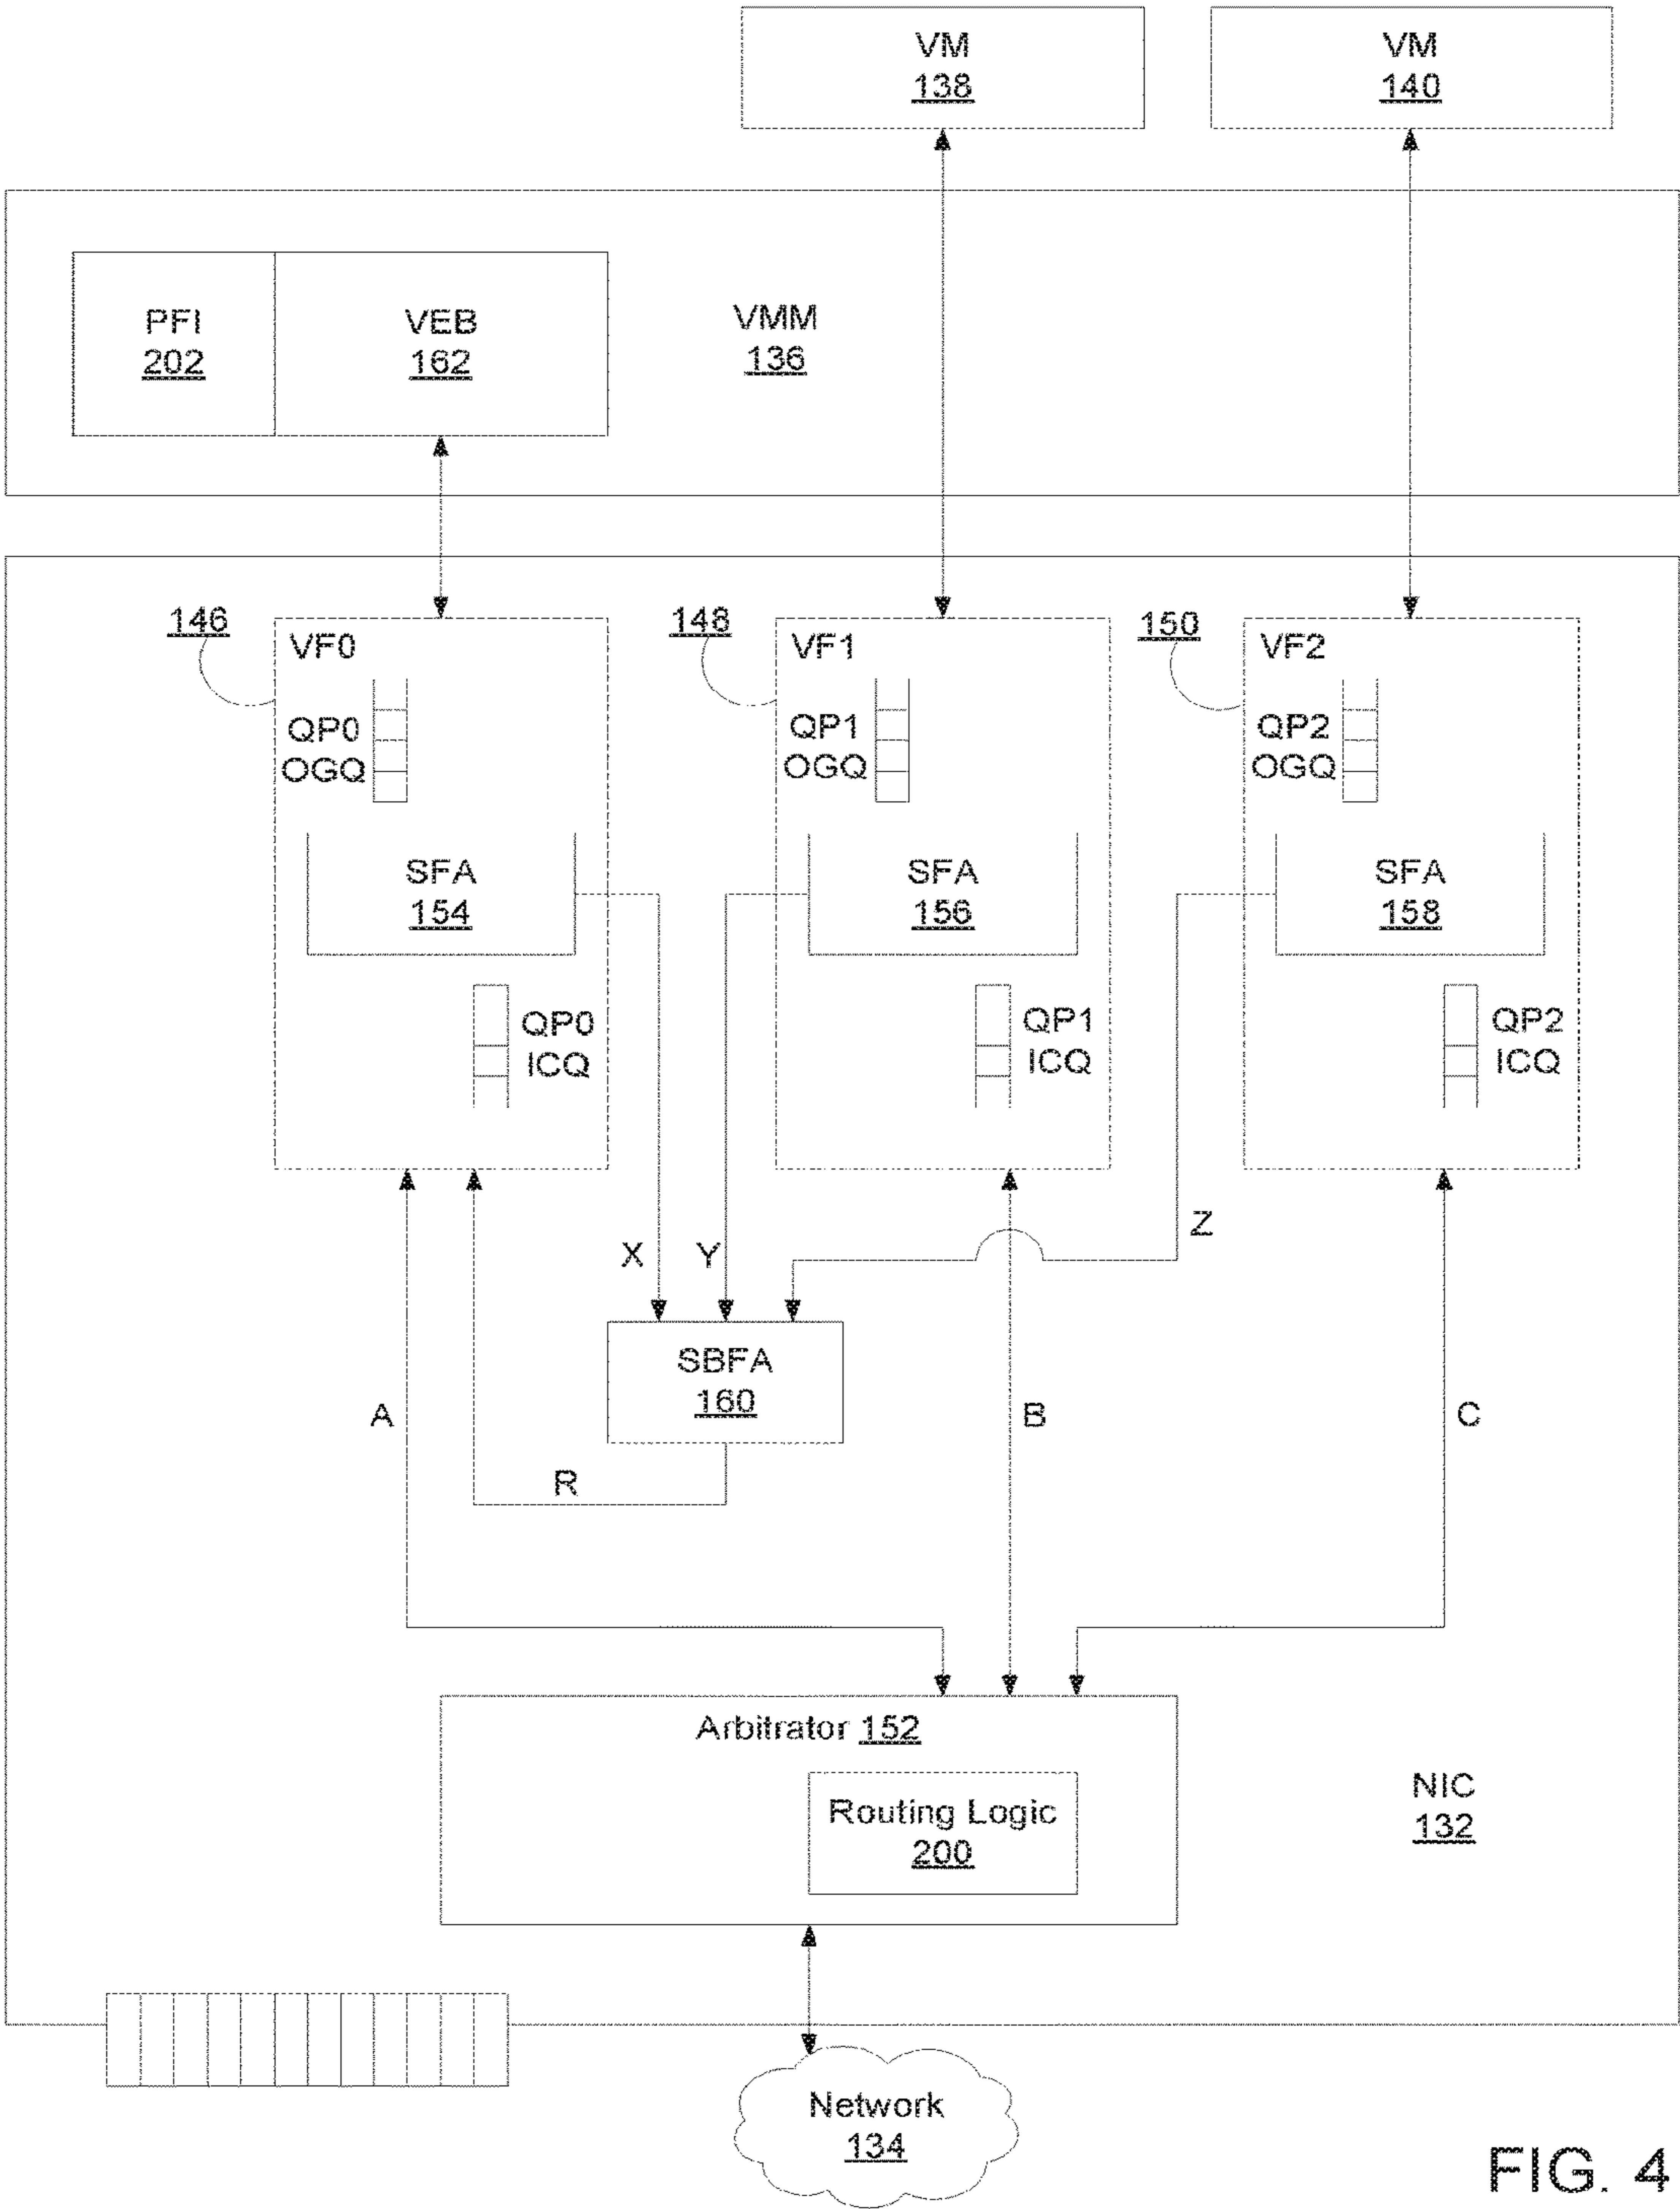 VM
138
VM
140
PFI
202
VEB
162
VMM
136
146
VF0
148
VF1
150
VF2
QP0
OGQ
QP1
OGQ
QP2
OGQ
SFA
154
SFA
156
SFA
158
QP0
ICQ
QP1
ICQ
QP2
ICQ
X
Y
Z
SBFA
160
A
B
C
R
Arbitrator 152
Routing Logic
200
NIC
132
Network
134
FIG. 4